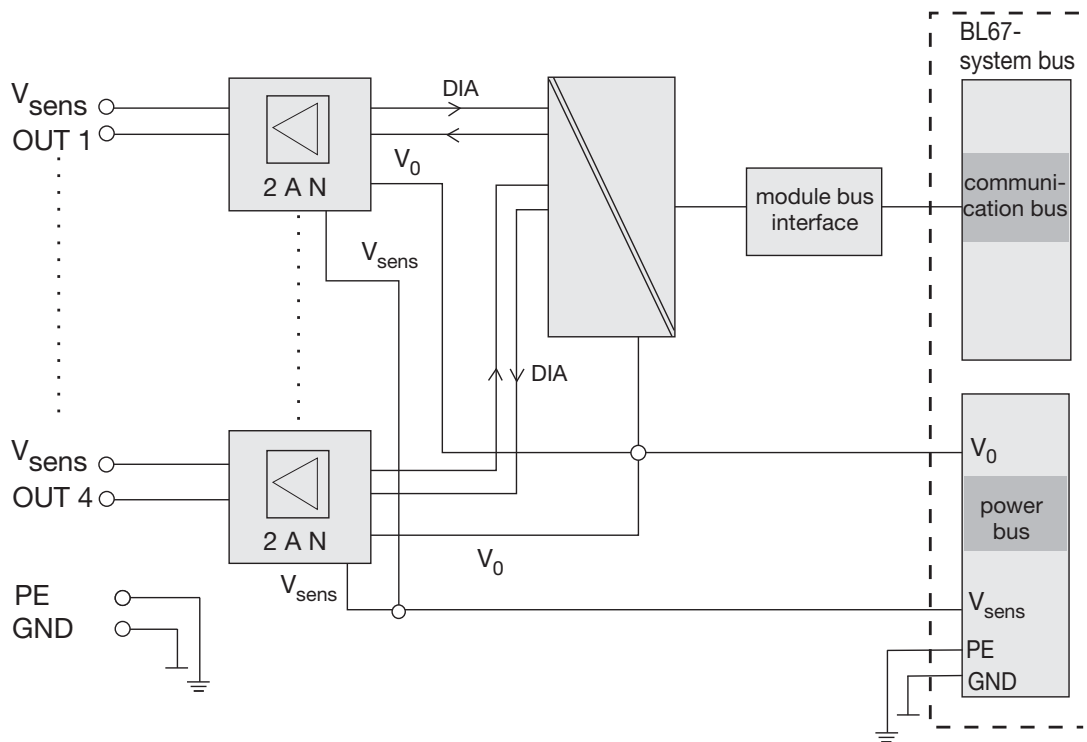 BL67-
system bus
Vsens
OUT 1
DIA
2 A N
V0
Vsens
module bus
interface
communi-
cation bus
DIA
Vsens
OUT 4
2 A N
V0
Vsens
V0
power
bus
Vsens
PE
GND
PE
GND